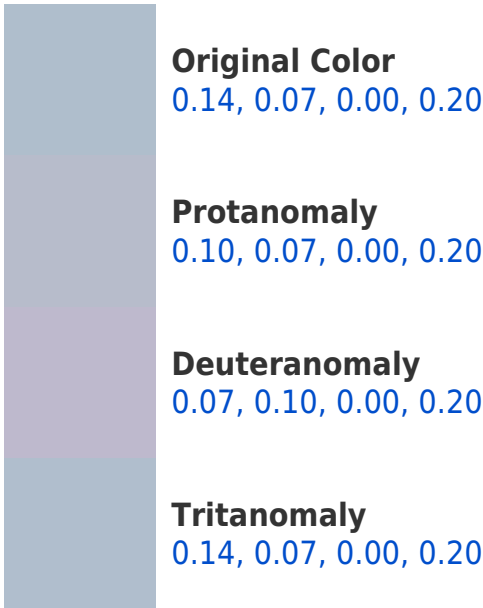 Original Color
0.14, 0.07, 0.00, 0.20
Protanomaly
0.10, 0.07, 0.00, 0.20
Deuteranomaly
0.07, 0.10, 0.00, 0.20
Tritanomaly
0.14, 0.07, 0.00, 0.20